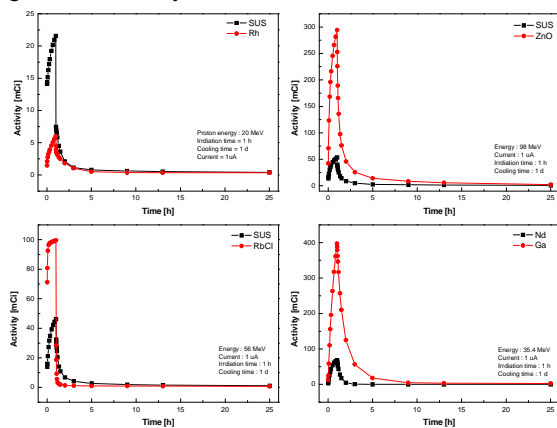 25
20
15
10
5
0
Activity [mCi]
SUS
Rh
Proton energy : 20 MeV
Irrdiation time = 1 h
Cooling time = 1 d
Current = 1uA
0 5 10 15 20 25
Time [h]
300
250
200
150
100
50
0
Activity [mCi]
SUS
ZnO
Energy : 98 MeV
Current : 1 uA
Irrdiation time : 1 h
Cooling time : 1 d
0 5 10 15 20 25
Time [h]
100
80
60
40
20
0
Activity [mCi]
SUS
RbCl
Energy : 56 MeV
Current : 1 uA
Irrdiation time : 1 h
Cooling time : 1 d
0 5 10 15 20 25
Time [h]
400
300
200
100
0
Activity [mCi]
Nd
Ga
Energy : 35.4 MeV
Current : 1 uA
Irrdiation time : 1 h
Cooling time : 1 d
0 5 10 15 20 25
Time [h]